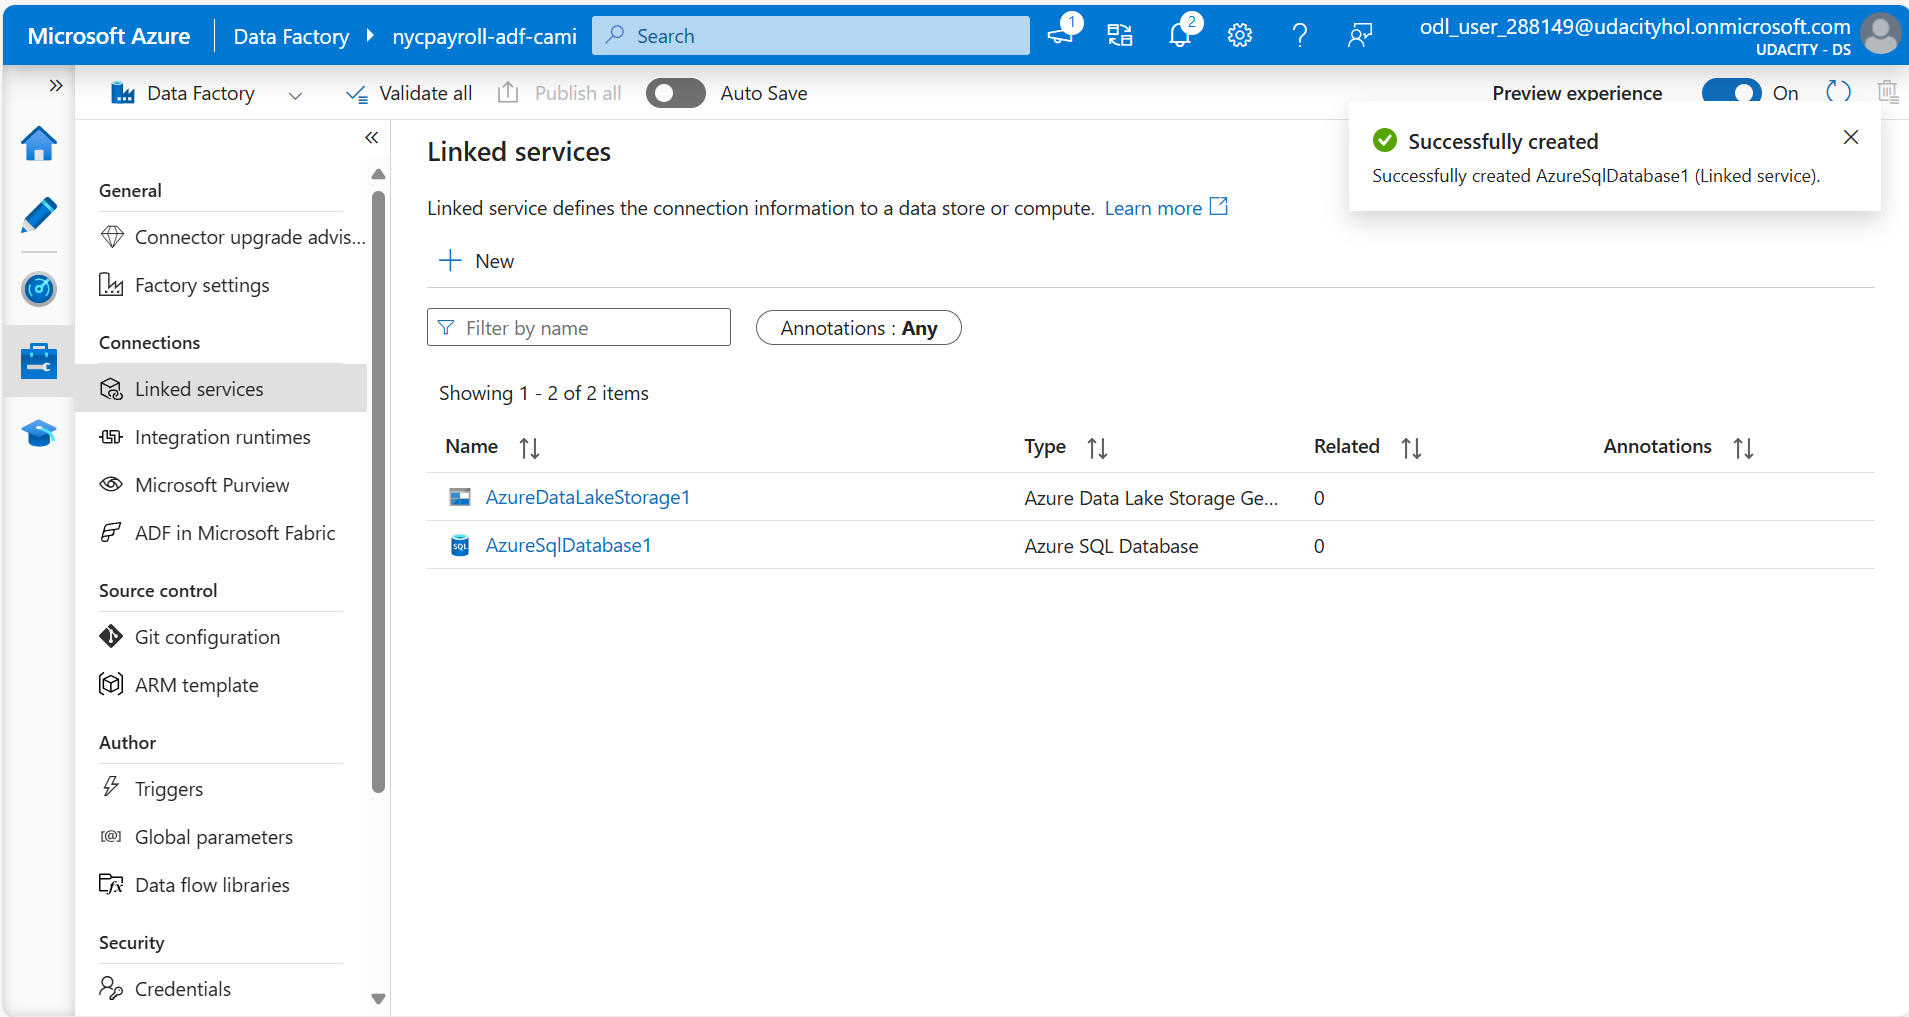 Microsoft Azure
Data Factory
nycpayroll-adf-cami
Search
1
2
odl_user_288149@udacityhol.onmicrosoft.com
UDACITY - DS
Data Factory
Validate all
Publish all
Auto Save
Preview experience
On
Successfully created
Successfully created AzureSqlDatabase1 (Linked service).
General
Connector upgrade advis...
Factory settings
Connections
Linked services
Integration runtimes
Microsoft Purview
ADF in Microsoft Fabric
Source control
Git configuration
ARM template
Author
Triggers
Global parameters
Data flow libraries
Security
Credentials
Linked services
Linked service defines the connection information to a data store or compute. Learn more
New
Filter by name
Annotations : Any
Showing 1 - 2 of 2 items
Name Type Related Annotations
AzureDataLakeStorage1 Azure Data Lake Storage Ge... 0
SQL AzureSqlDatabase1 Azure SQL Database 0